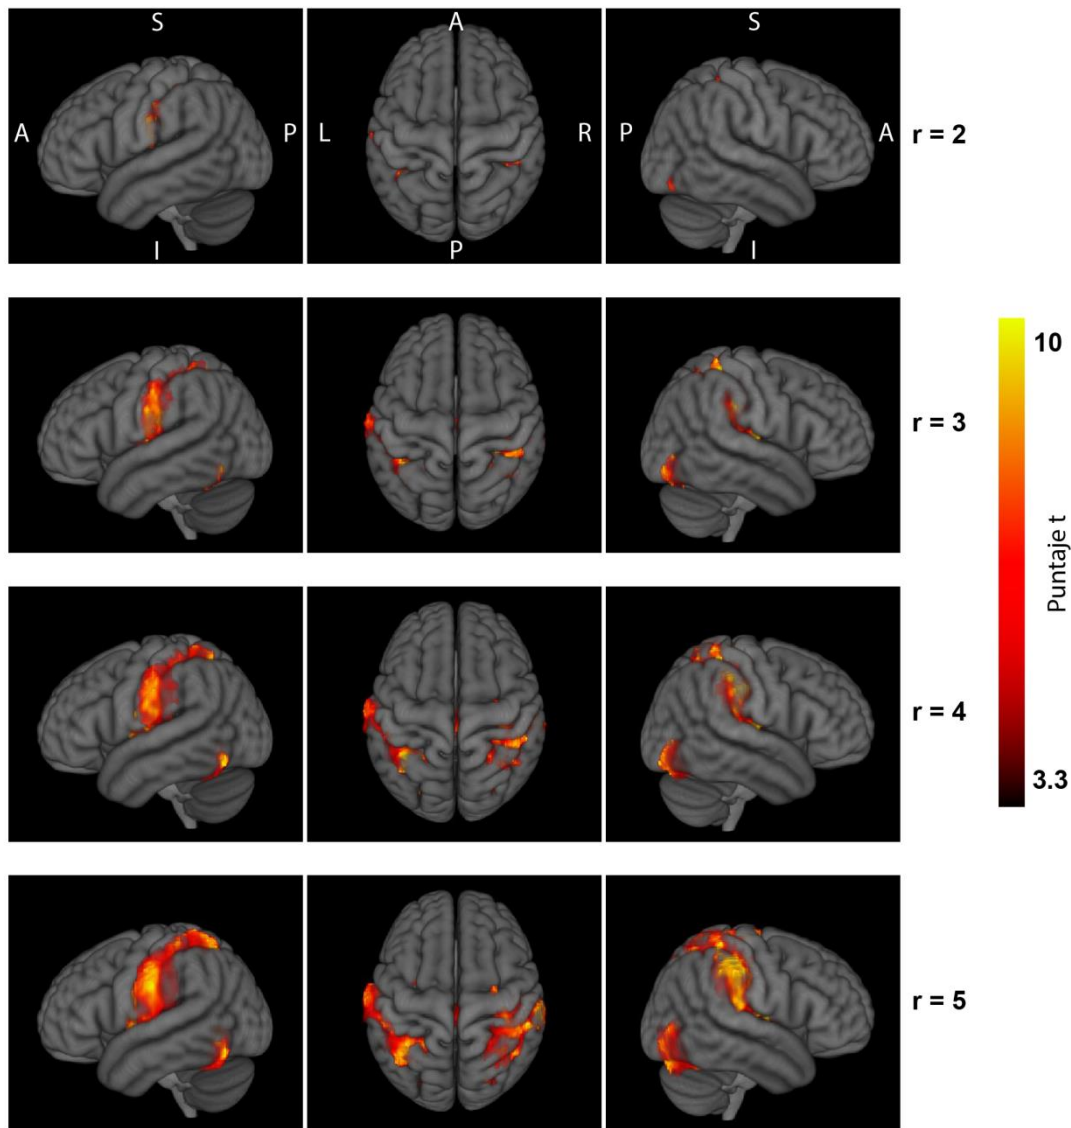 S A S
A P L R P A r = 2
I P I
r = 3
10
Puntaje t
r = 4
3.3
r = 5